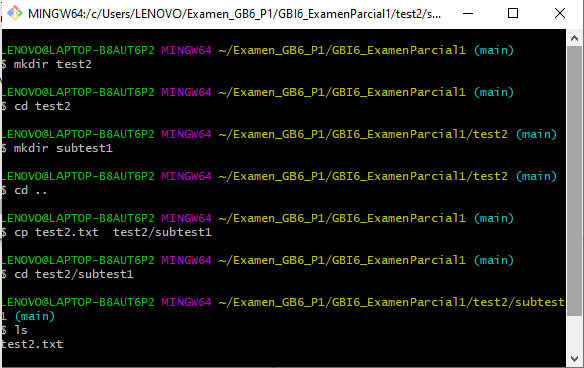 MINGW64:/c/Users/LENOVO/Examen_GB6_P1/GBI6_ExamenParcial1/test2/s...
LENOVO@LAPTOP-B8AUT6P2 MINGW64 ~/Examen_GB6_P1/GBI6_ExamenParcial1 (main)
$ mkdir test2
LENOVO@LAPTOP-B8AUT6P2 MINGW64 ~/Examen_GB6_P1/GBI6_ExamenParcial1 (main)
$ cd test2
LENOVO@LAPTOP-B8AUT6P2 MINGW64 ~/Examen_GB6_P1/GBI6_ExamenParcial1/test2 (main)
$ mkdir subtest1
LENOVO@LAPTOP-B8AUT6P2 MINGW64 ~/Examen_GB6_P1/GBI6_ExamenParcial1/test2 (main)
$ cd ..
LENOVO@LAPTOP-B8AUT6P2 MINGW64 ~/Examen_GB6_P1/GBI6_ExamenParcial1 (main)
$ cp test2.txt  test2/subtest1
LENOVO@LAPTOP-B8AUT6P2 MINGW64 ~/Examen_GB6_P1/GBI6_ExamenParcial1 (main)
$ cd test2/subtest1
LENOVO@LAPTOP-B8AUT6P2 MINGW64 ~/Examen_GB6_P1/GBI6_ExamenParcial1/test2/subtest
1 (main)
$ ls
test2.txt